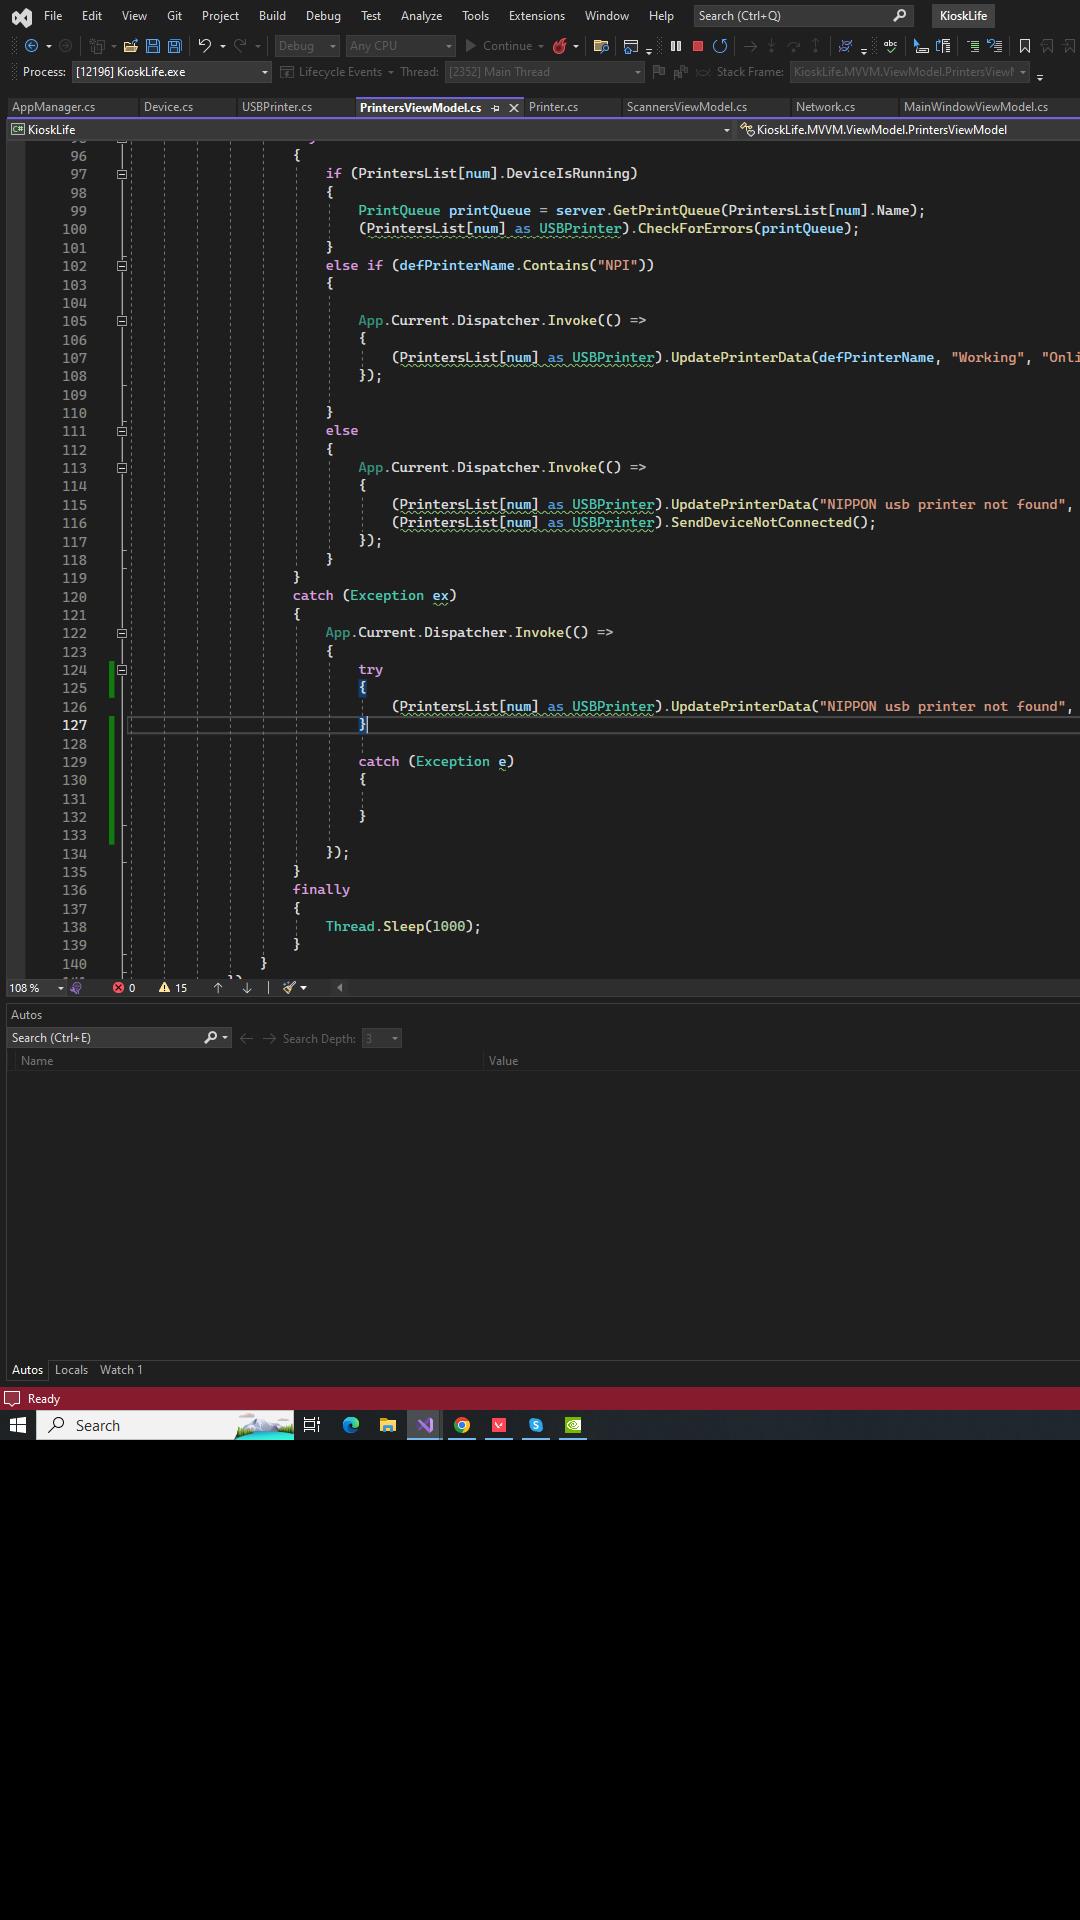 File Edit View Git Project Build Debug Test Analyze Tools Extensions Window Help Search (Ctrl+Q) KioskLife
Debug Any CPU Continue
Process: [12196] KioskLife.exe Lifecycle Events Thread: [2352] Main Thread Stack Frame: KioskLife.MVVM.ViewModel.PrintersView
AppManager.cs Device.cs USBPrinter.cs PrintersViewModel.cs Printer.cs ScannersViewModel.cs Network.cs MainWindowViewModel.cs
KioskLife KioskLife.MVVM.ViewModel.PrintersViewModel
96 {
97 if (PrintersList[num].DeviceIsRunning)
98 {
99 PrintQueue printQueue = server.GetPrintQueue(PrintersList[num].Name);
100 (PrintersList[num] as USBPrinter).CheckForErrors(printQueue);
101 }
102 else if (defPrinterName.Contains("NPI"))
103 {
104
105 App.Current.Dispatcher.Invoke(() =>
106 {
107 (PrintersList[num] as USBPrinter).UpdatePrinterData(defPrinterName, "Working", "Onli
108 });
109
110 }
111 else
112 {
113 App.Current.Dispatcher.Invoke(() =>
114 {
115 (PrintersList[num] as USBPrinter).UpdatePrinterData("NIPPON usb printer not found",
116 (PrintersList[num] as USBPrinter).SendDeviceNotConnected();
117 });
118 }
119 }
120 catch (Exception ex)
121 {
122 App.Current.Dispatcher.Invoke(() =>
123 {
124 try
125 {
126 (PrintersList[num] as USBPrinter).UpdatePrinterData("NIPPON usb printer not found",
127 }
128
129 catch (Exception e)
130 {
131
132 }
133
134 });
135 }
136 finally
137 {
138 Thread.Sleep(1000);
139 }
140 }
108 % 0 15
Autos
Search (Ctrl+E) Search Depth: 3
Name Value
Autos Locals Watch 1
Ready
Search